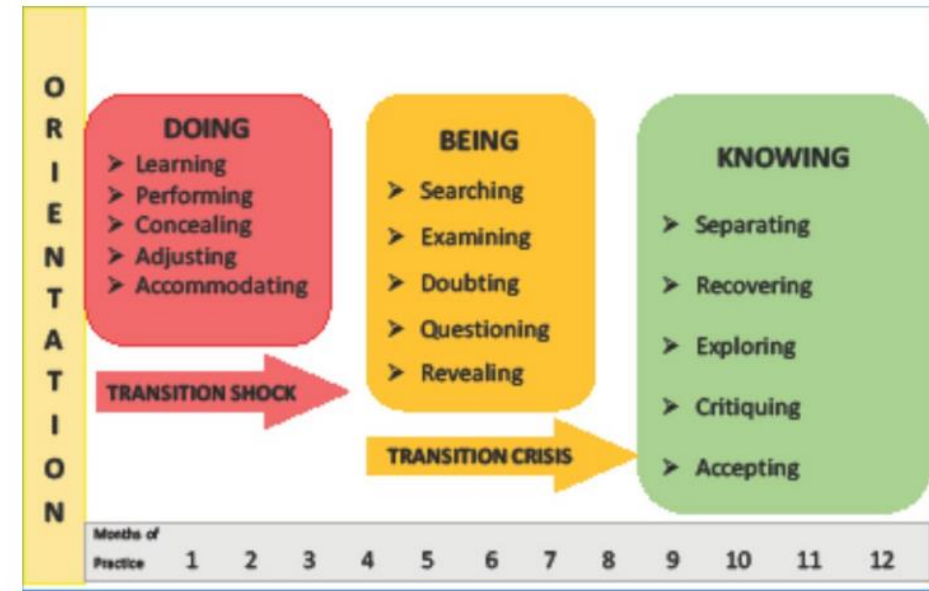 ORIENTATION
DOING
➢ Learning
➢ Performing
➢ Concealing
➢ Adjusting
➢ Accommodating
TRANSITION SHOCK
BEING
➢ Searching
➢ Examining
➢ Doubting
➢ Questioning
➢ Revealing
TRANSITION CRISIS
KNOWING
➢ Separating
➢ Recovering
➢ Exploring
➢ Critiquing
➢ Accepting
Months of
Practice 1 2 3 4 5 6 7 8 9 10 11 12